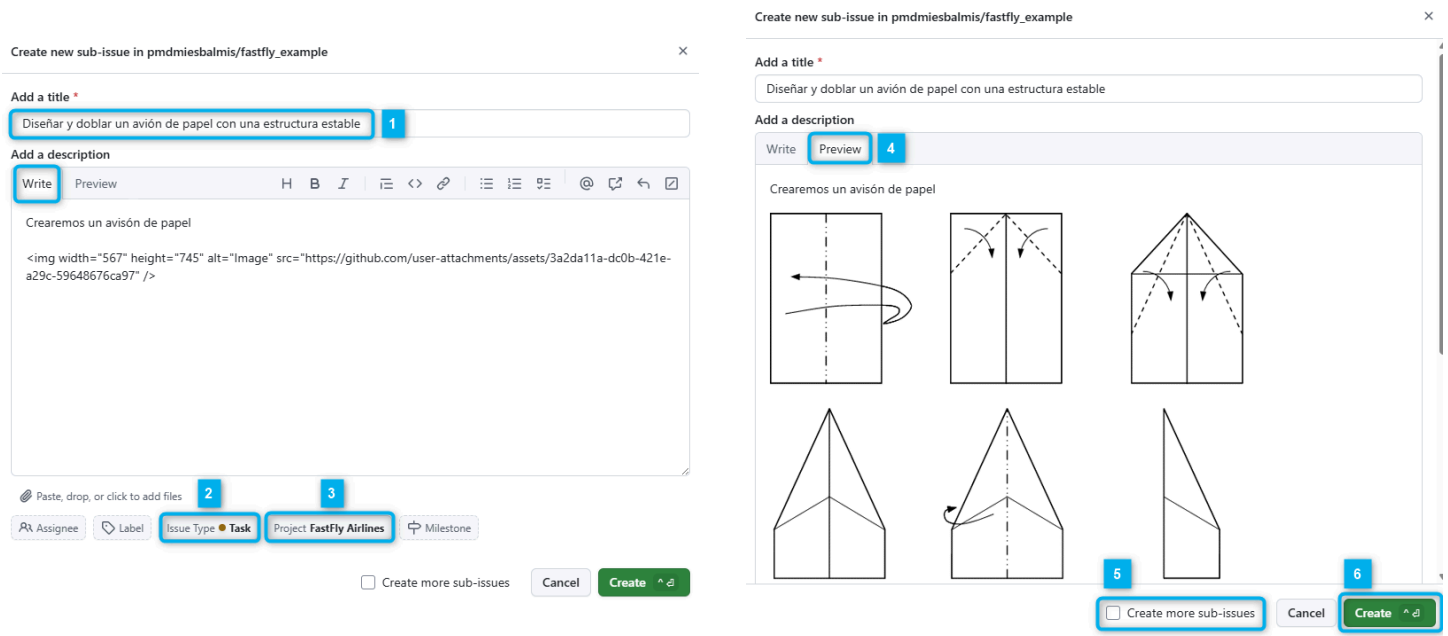 Create new sub-issue in pmdmiesbalmis/fastfly_example
Add a title *
Diseñar y doblar un avión de papel con una estructura estable
1
Add a description
Write
Preview
H B I
Crearemos un avisón de papel
<img width="567" height="745" alt="Image" src="https://github.com/user-attachments/assets/3a2da11a-dc0b-421e-
a29c-59648676ca97" />
Paste, drop, or click to add files
2
3
Assignee
Label
Issue Type Task
Project FastFly Airlines
Milestone
Create more sub-issues
Cancel
Create
Create new sub-issue in pmdmiesbalmis/fastfly_example
Add a title *
Diseñar y doblar un avión de papel con una estructura estable
Add a description
Write
Preview
4
Crearemos un avisón de papel
5
6
Create more sub-issues
Cancel
Create